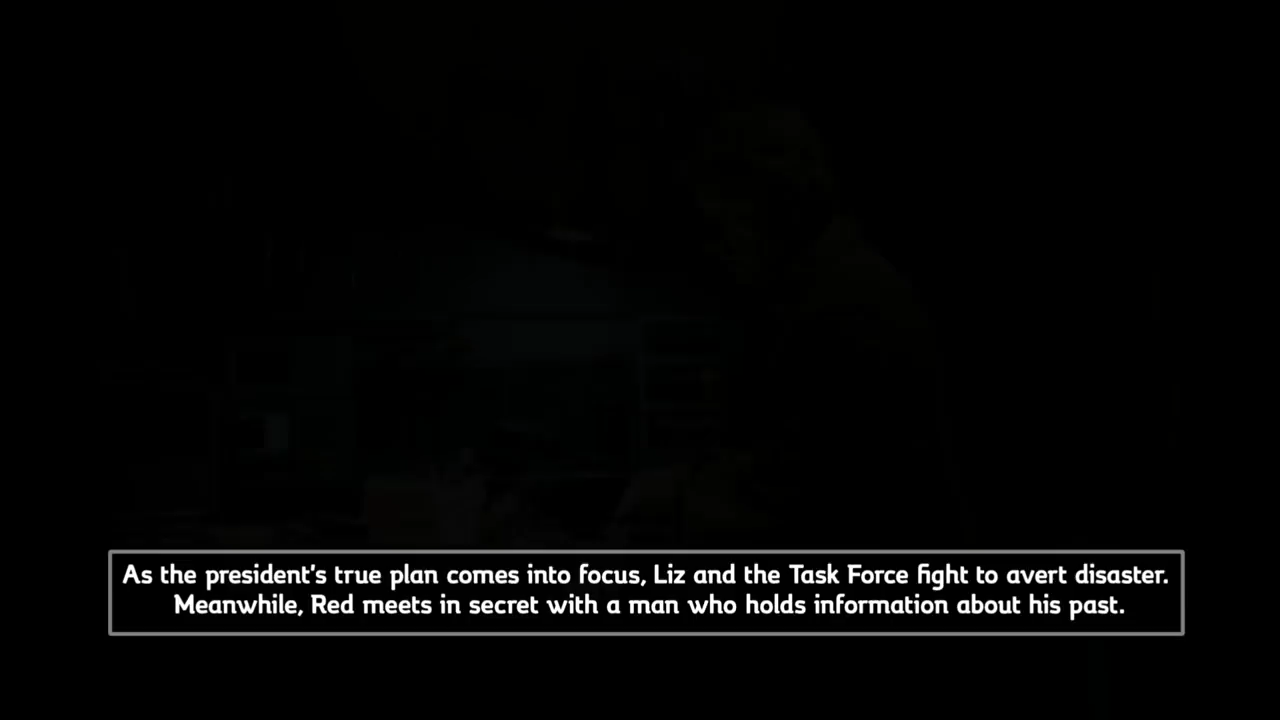 As the president's true plan comes into focus, Liz and the Task Force fight to avert disaster.
Meanwhile, Red meets in secret with a man who holds information about his past.